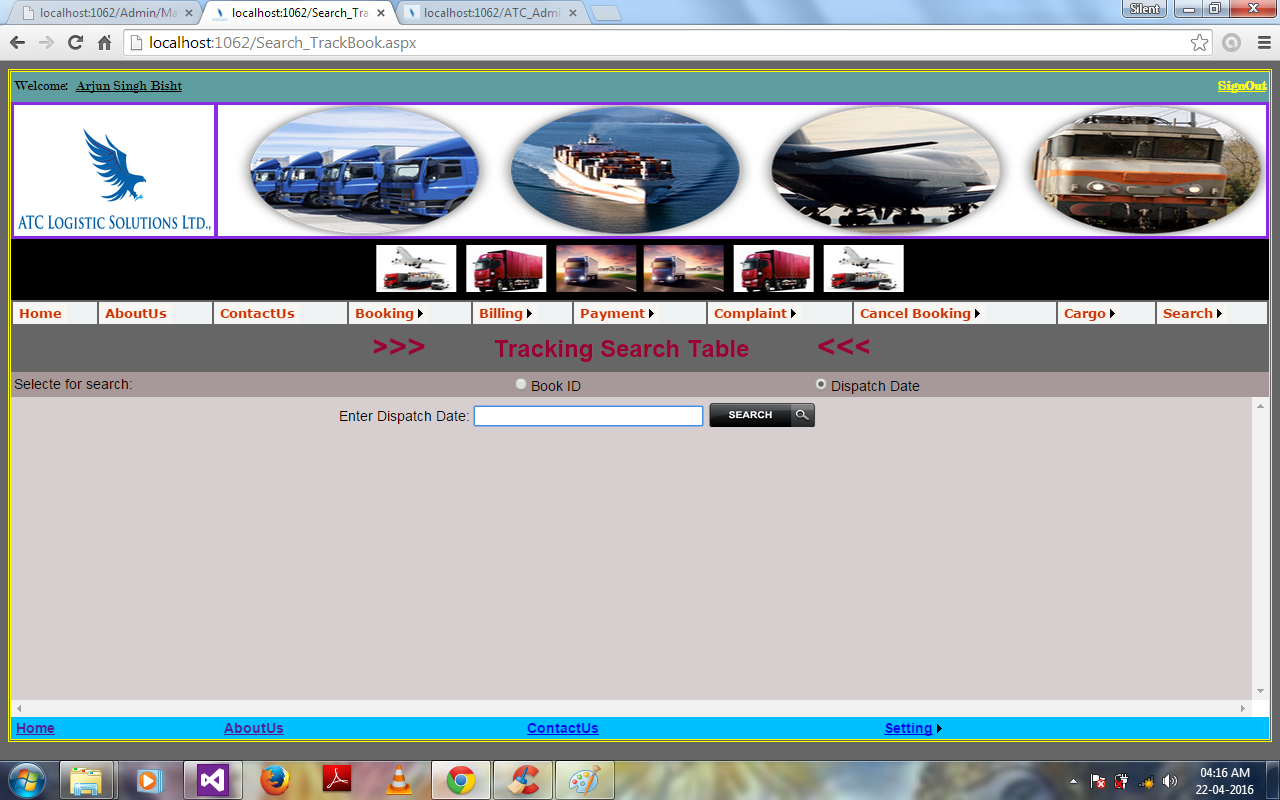 localhost:1062/Admin/Ma
localhost:1062/Search_Tra
localhost:1062/ATC_Admi
Silent
localhost:1062/Search_TrackBook.aspx
Welcome: Arjun Singh Bisht
SignOut
ATC LOGISTIC SOLUTIONS LTD.,
Home AboutUs ContactUs Booking Billing Payment Complaint Cancel Booking Cargo Search
>>> Tracking Search Table <<<
Selecte for search: Book ID Dispatch Date
Enter Dispatch Date: SEARCH
Home AboutUs ContactUs Setting
04:16 AM
22-04-2016